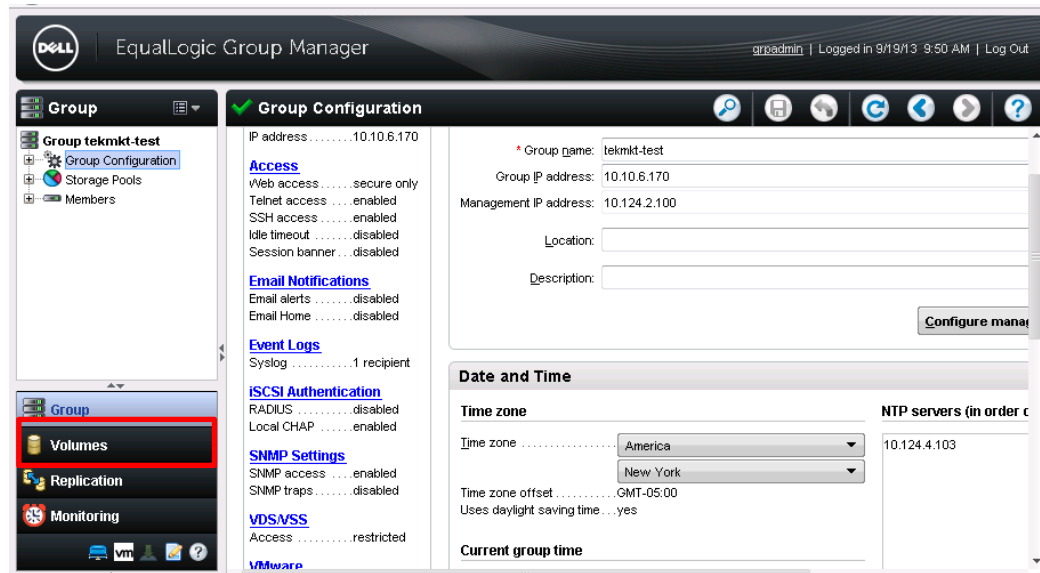 DELL
EqualLogic Group Manager
grpadmin | Logged in 9/19/13 9:50 AM | Log Out
Group
Group tekmkt-test
Group Configuration
Storage Pools
Members
Group
Volumes
Replication
Monitoring
vm
?
Group Configuration
?
IP address........10.10.6.170
Access
Web access......secure only
Telnet access ....enabled
SSH access ......enabled
Idle timeout .......disabled
Session banner...disabled
Email Notifications
Email alerts .......disabled
Email Home .......disabled
Event Logs
Syslog ...........1 recipient
iSCSI Authentication
RADIUS ..........disabled
Local CHAP ......enabled
SNMP Settings
SNMP access ....enabled
SNMP traps.......disabled
VDS/VSS
Access ..........restricted
VMware
* Group name: tekmkt-test
Group IP address: 10.10.6.170
Management IP address: 10.124.2.100
Location:
Description:
Configure manag
Date and Time
Time zone
Time zone ................ America
New York
Time zone offset ..........GMT-05:00
Uses daylight saving time...yes
Current group time
NTP servers (in order o
10.124.4.103